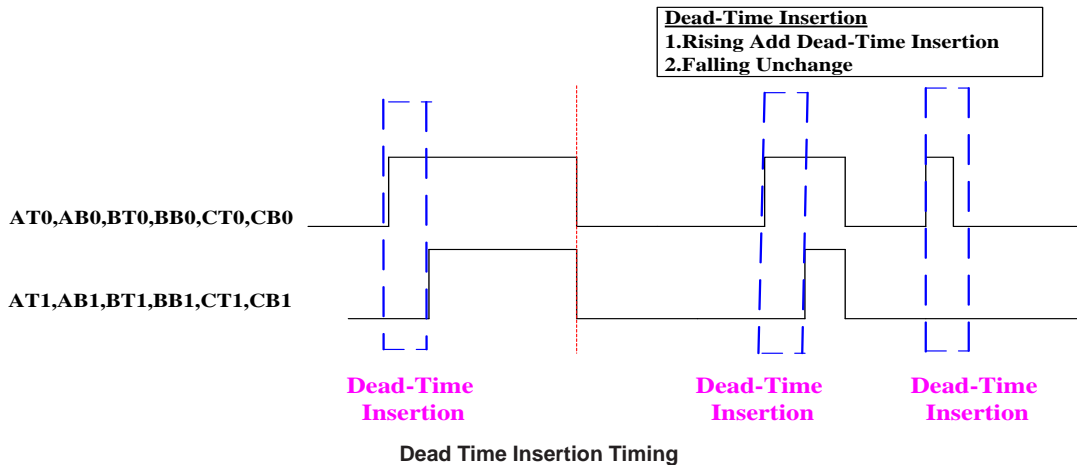 Dead-Time Insertion
1.Rising Add Dead-Time Insertion
2.Falling Unchange
AT0,AB0,BT0,BB0,CT0,CB0
AT1,AB1,BT1,BB1,CT1,CB1
Dead-Time
Insertion
Dead-Time
Insertion
Dead-Time
Insertion
Dead Time Insertion Timing